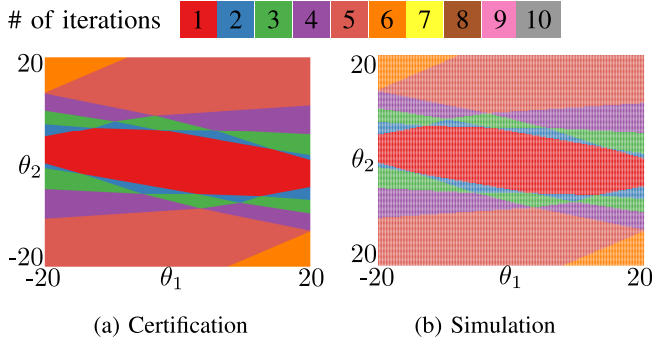 # of iterations 1 2 3 4 5 6 7 8 9 10
20 20
θ2 θ2
-20 20
-20 θ1 20 -20 θ1 20
(a) Certification (b) Simulation